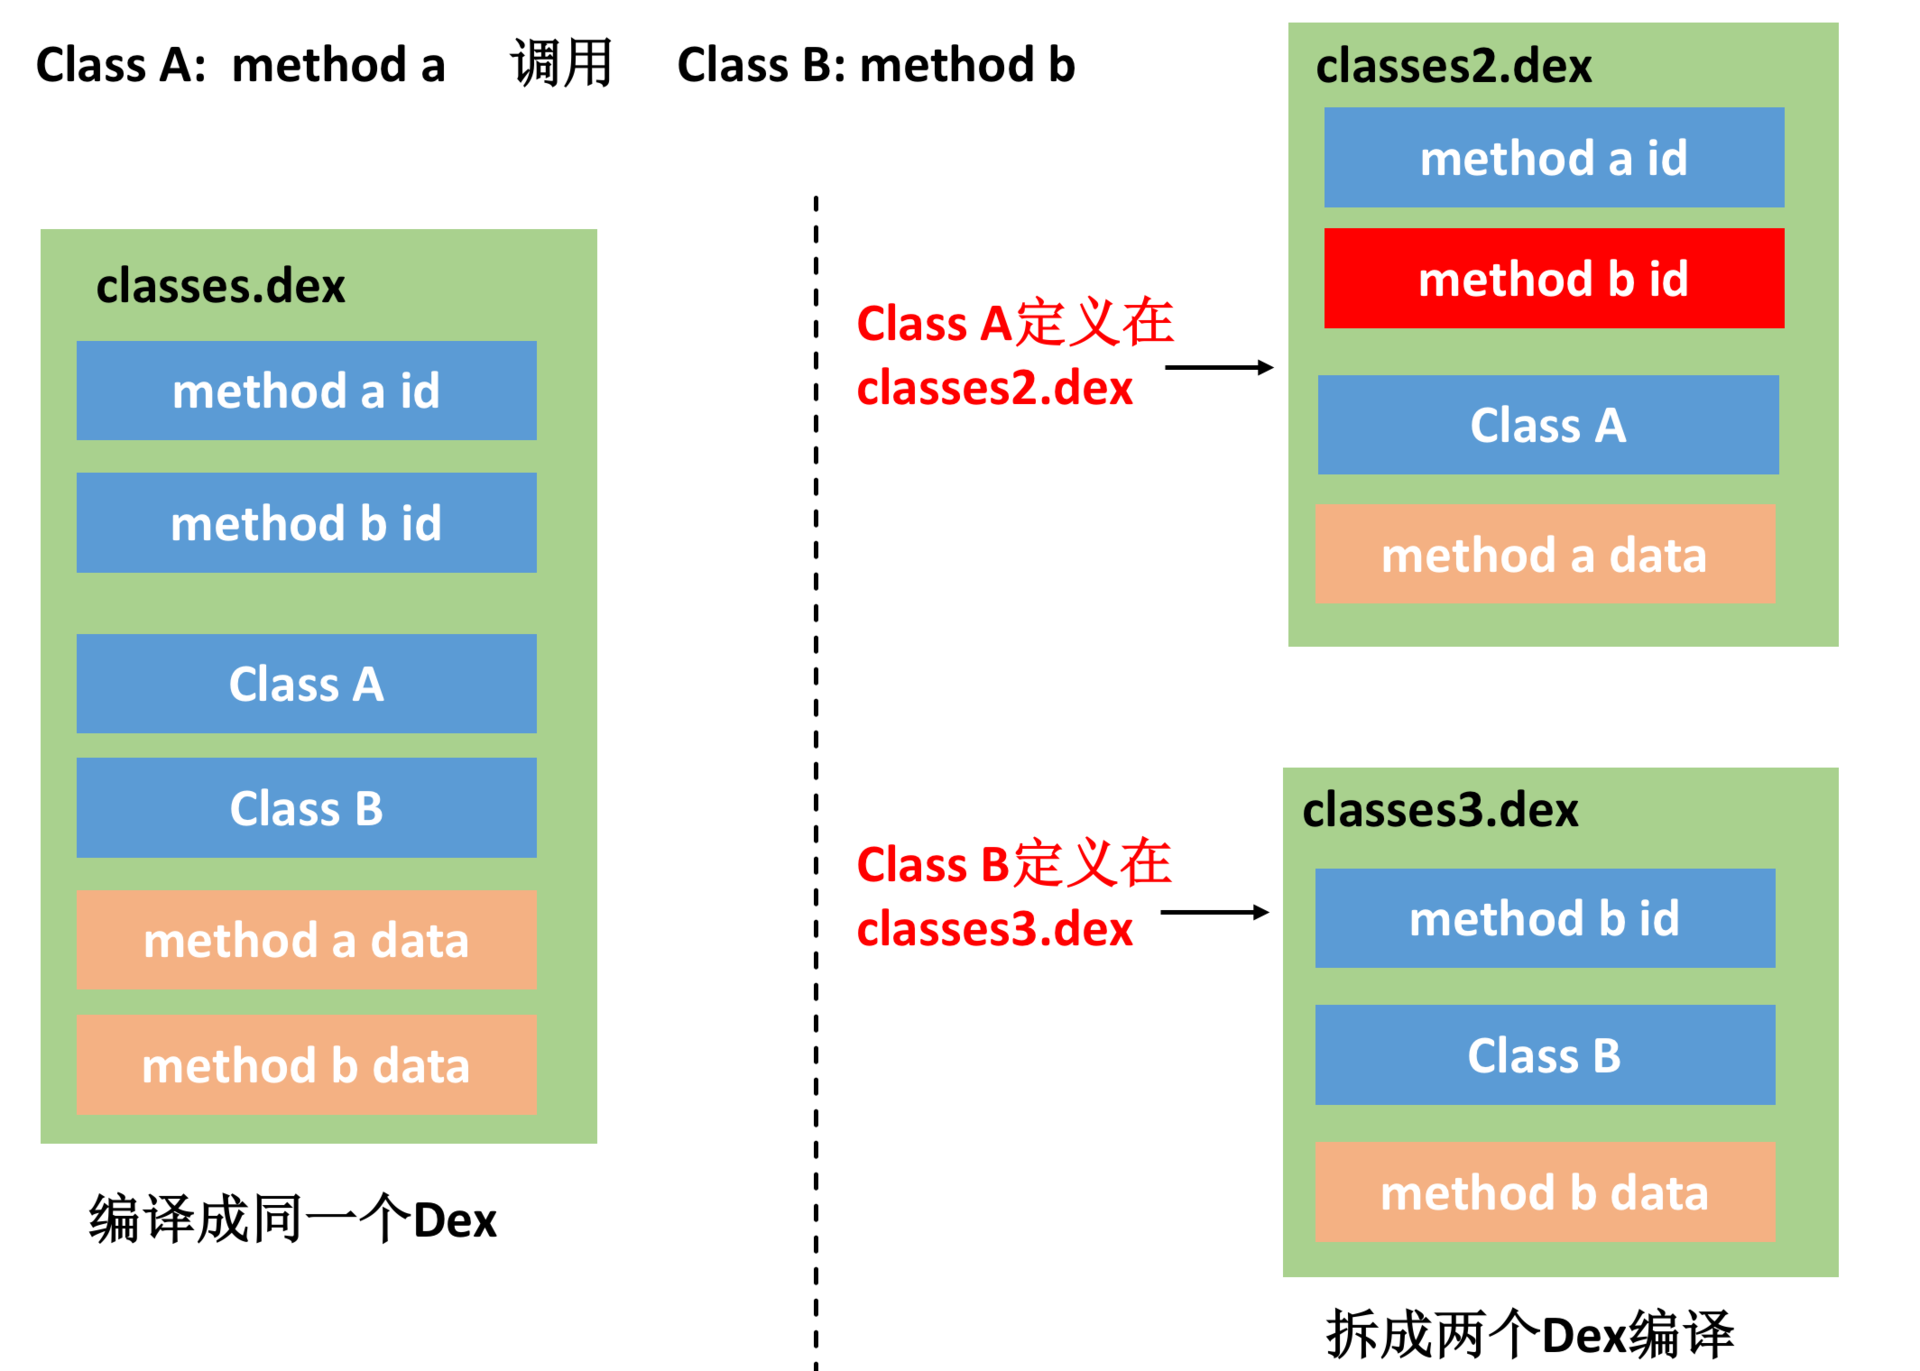 Class A: method a 调用 Class B: method b
classes.dex
method a id
method b id
Class A
Class B
method a data
method b data
编译成同一个Dex
Class A定义在
classes2.dex
classes2.dex
method a id
method b id
Class A
method a data
Class B定义在
classes3.dex
classes3.dex
method b id
Class B
method b data
拆成两个Dex编译